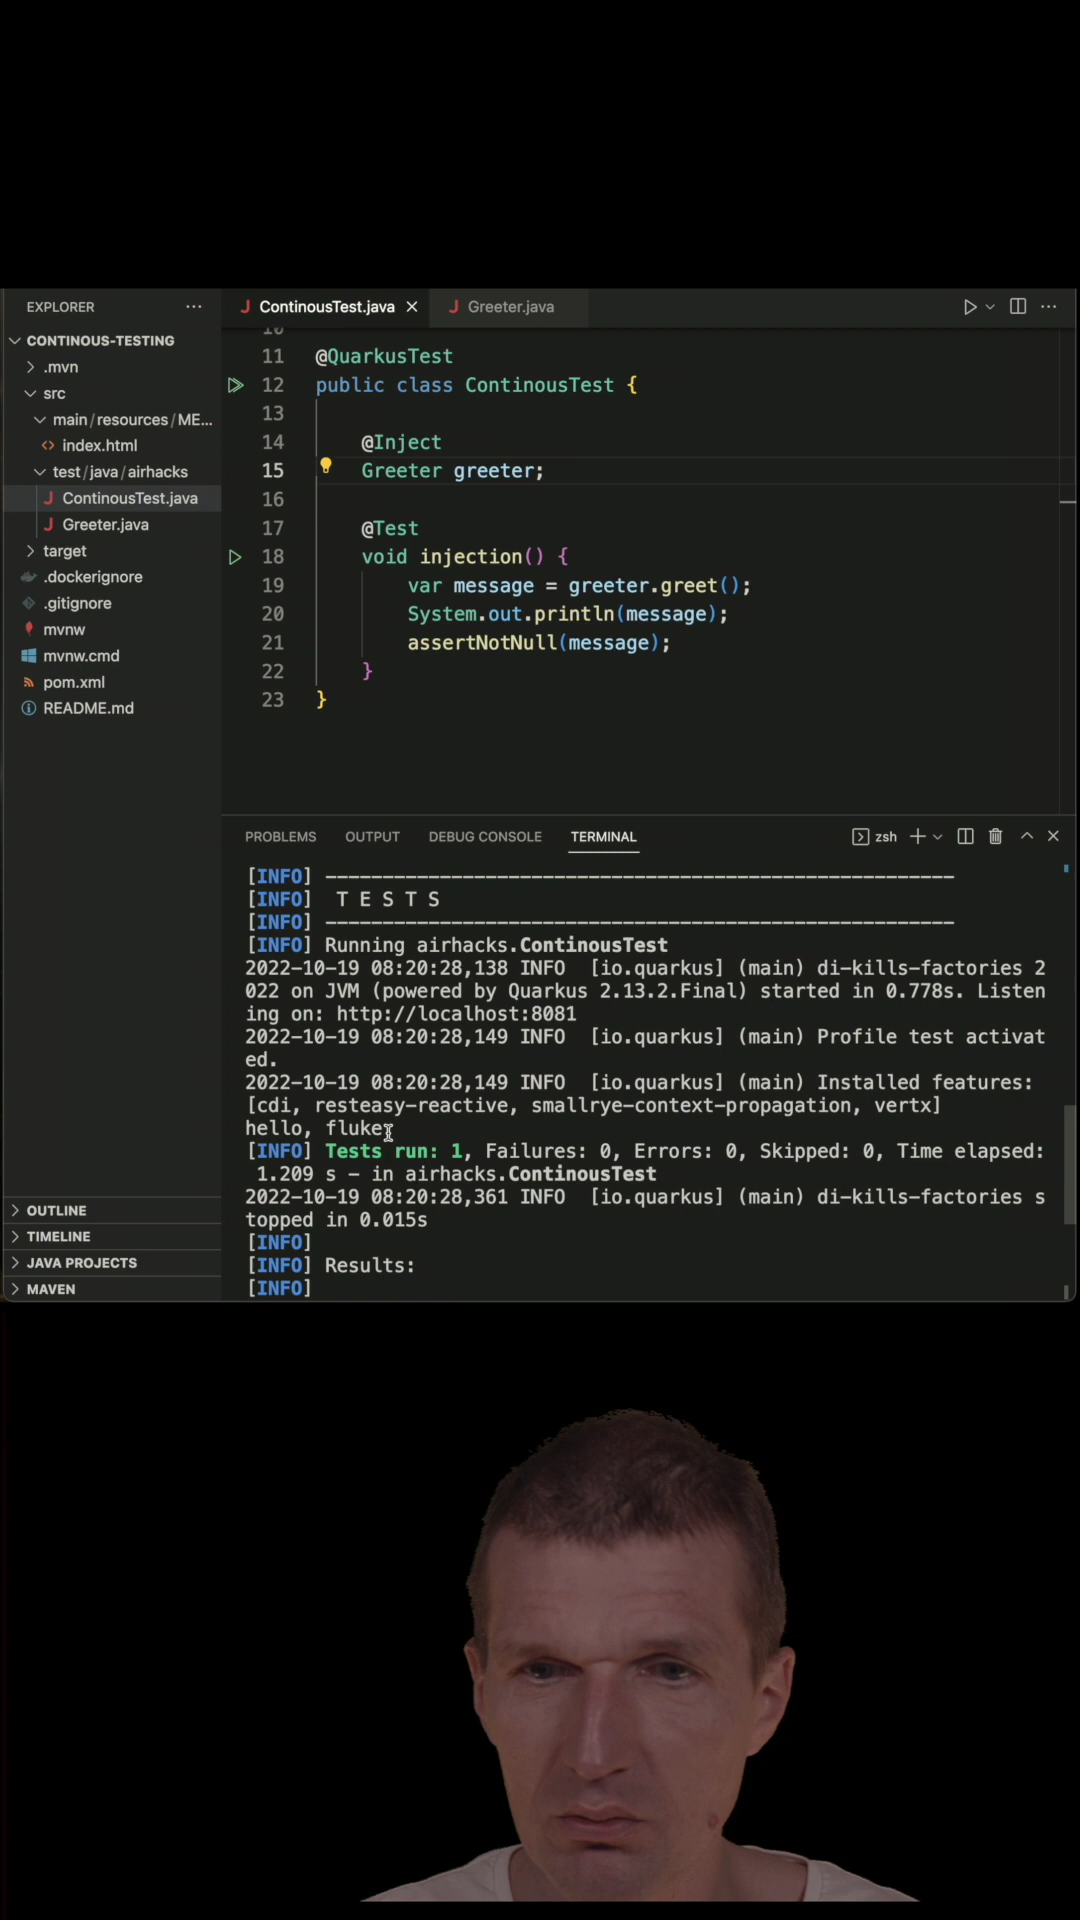 EXPLORER
CONTINOUS-TESTING
.mvn
src
main/resources/ME...
index.html
test/java/airhacks
ContinousTest.java
Greeter.java
target
.dockerignore
.gitignore
mvnw
mvnw.cmd
pom.xml
README.md
OUTLINE
TIMELINE
JAVA PROJECTS
MAVEN
ContinousTest.java
Greeter.java
10
11 @QuarkusTest
12 public class ContinousTest {
13
14 @Inject
15 Greeter greeter;
16
17 @Test
18 void injection() {
19 var message = greeter.greet();
20 System.out.println(message);
21 assertNotNull(message);
22 }
23 }
PROBLEMS OUTPUT DEBUG CONSOLE TERMINAL zsh
[INFO] -------------------------------------------------------
[INFO]  T E S T S
[INFO] -------------------------------------------------------
[INFO] Running airhacks.ContinousTest
2022-10-19 08:20:28,138 INFO  [io.quarkus] (main) di-kills-factories 2
022 on JVM (powered by Quarkus 2.13.2.Final) started in 0.778s. Listen
ing on: http://localhost:8081
2022-10-19 08:20:28,149 INFO  [io.quarkus] (main) Profile test activat
ed.
2022-10-19 08:20:28,149 INFO  [io.quarkus] (main) Installed features:
[cdi, resteasy-reactive, smallrye-context-propagation, vertx]
hello, fluke
[INFO] Tests run: 1, Failures: 0, Errors: 0, Skipped: 0, Time elapsed:
1.209 s - in airhacks.ContinousTest
2022-10-19 08:20:28,361 INFO  [io.quarkus] (main) di-kills-factories s
topped in 0.015s
[INFO]
[INFO] Results:
[INFO]